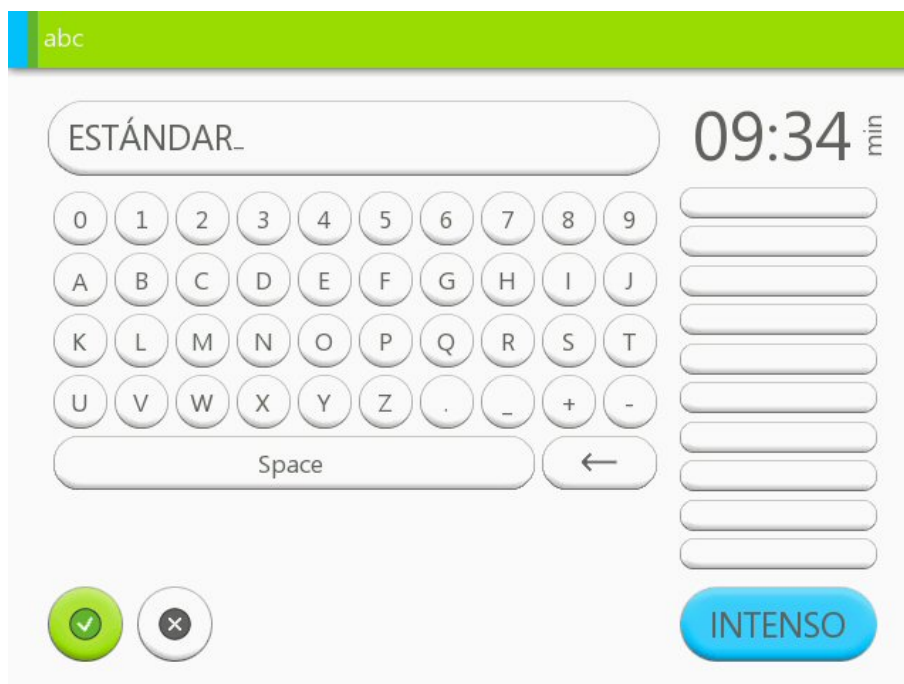 abc
ESTÁNDAR_
09:34 min
0 1 2 3 4 5 6 7 8 9
A B C D E F G H I J
K L M N O P Q R S T
U V W X Y Z . _ + -
Space ←
INTENSO